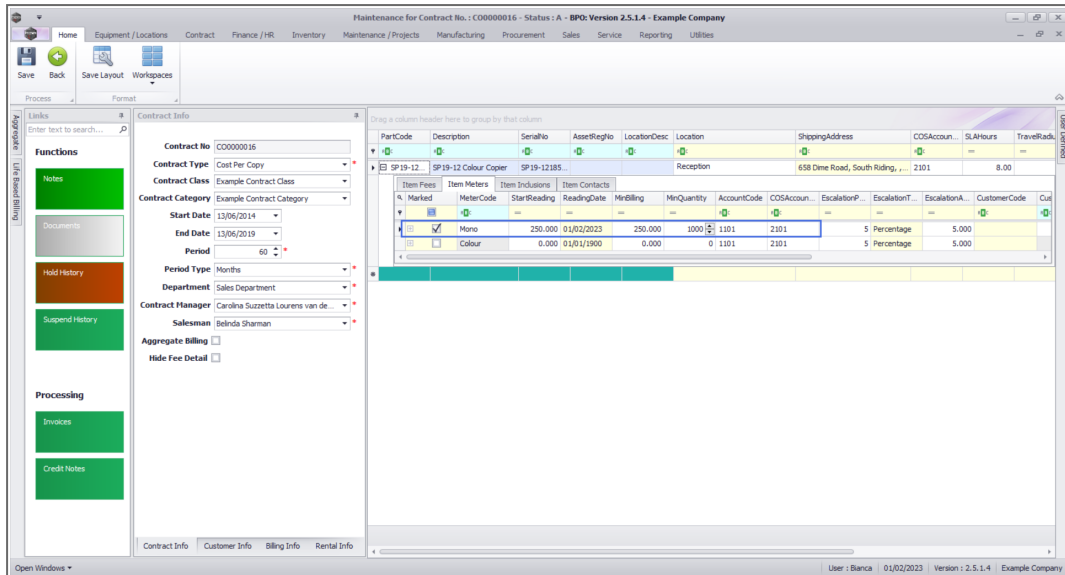 Maintenance for Contract No. : CO0000016 - Status : A - BPO: Version 2.5.1.4 - Example Company
Home Equipment / Locations Contract Finance / HR Inventory Maintenance / Projects Manufacturing Procurement Sales Service Reporting Utilities
Save Back Save Layout Workspaces
Process Format
Aggregate
Life Based Billing
Links
Enter text to search...
Functions
Notes
Documents
Hold History
Suspend History
Processing
Invoices
Credit Notes
Contract Info
Contract No CO0000016
Contract Type Cost Per Copy *
Contract Class Example Contract Class
Contract Category Example Contract Category
Start Date 13/06/2014
End Date 13/06/2019
Period 60 *
Period Type Months *
Department Sales Department *
Contract Manager Carolina Suzzetta Lourens van de... *
Salesman Belinda Sharman *
Aggregate Billing
Hide Fee Detail
Contract Info Customer Info Billing Info Rental Info
Drag a column header here to group by that column
PartCode Description SerialNo AssetRegNo LocationDesc Location ShippingAddress COSAccoun... SLAHours TravelRadiu
SP19-12... SP19-12 Colour Copier SP19-12185... Reception 658 Dime Road, South Riding, ,... 2101 8.00
Item Fees Item Meters Item Inclusions Item Contacts
Marked MeterCode StartReading ReadingDate MinBilling MinQuantity AccountCode COSAccoun... EscalationP... EscalationT... EscalationA... CustomerCode Cus
Mono 250.000 01/02/2023 250.000 1000 1101 2101 5 Percentage 5.000
Colour 0.000 01/01/1900 0.000 0 1101 2101 5 Percentage 5.000
User Defined
Open Windows
User : Bianca 01/02/2023 Version : 2.5.1.4 Example Company